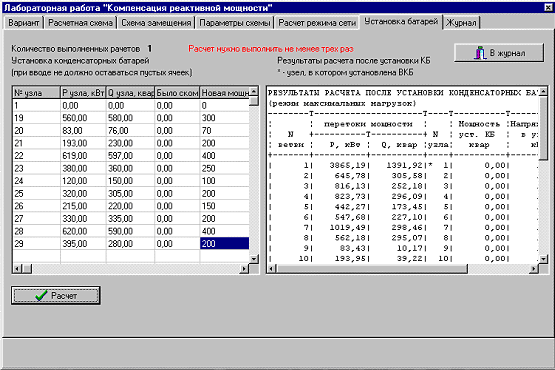 Лабораторная работа "Компенсация реактивной мощности"
Вариант Расчетная схема Схема замещения Параметры схемы Расчет режима сети Установка батарей Журнал
Количество выполненных рачетов 1 Расчет нужно выполнить не менее трех раз
В журнал
Установка конденсаторных батарей Результаты расчета после установки КБ
(при вводе не должно оставаться пустых ячеек) * - узел, в котором установлена ВКБ
№ узла P узла, кВт Q узла, квар Было ском Новая мощн
1 0,00 0,00 0,00 0
19 560,00 580,00 0,00 300
20 83,00 76,00 0,00 70
21 193,00 230,00 0,00 200
22 619,00 597,00 0,00 400
23 380,00 360,00 0,00 250
24 120,00 150,00 0,00 100
25 320,00 305,00 0,00 200
26 215,00 220,00 0,00 150
27 330,00 335,00 0,00 200
28 620,00 590,00 0,00 400
29 395,00 280,00 0,00 200
РЕЗУЛЬТАТЫ РАСЧЕТА ПОСЛЕ УСТАНОВКИ КОНДЕНСАТОРНЫХ БАТ
(режим максимальных нагрузок)
перетоки мощности Мощность Напряж
N N уст. КБ в у
ветви P, кВт Q, квар узла квар к
1| 3865,19| 1391,92|* 1| 0,00|
2| 645,78| 305,58| 2| 0,00|
3| 816,13| 252,18| 3| 0,00|
4| 823,73| 296,09| 4| 0,00|
5| 442,27| 173,45| 5| 0,00|
6| 547,68| 227,10| 6| 0,00|
7| 1019,49| 298,46| 7| 0,00|
8| 562,18| 295,07| 8| 0,00|
9| 83,43| 10,17| 9| 0,00|
10| 193,95| 39,22| 10| 0,00|
Расчет